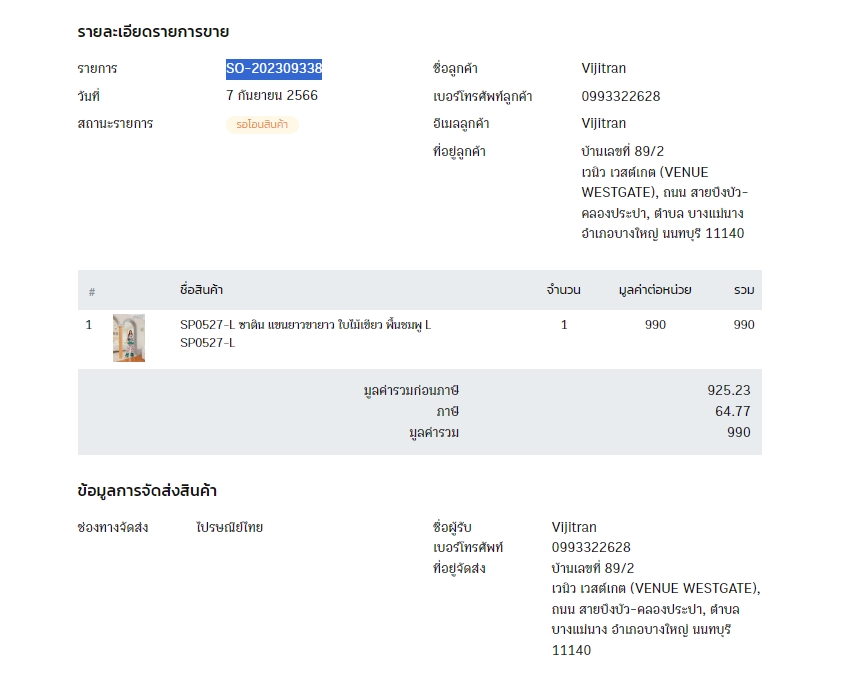 รายละเอียดรายการขาย
รายการ SO-202309338
วันที่ 7 กันยายน 2566
สถานะรายการ รอโอนสินค้า
ชื่อลูกค้า Vijitran
เบอร์โทรศัพท์ลูกค้า 0993322628
อีเมลลูกค้า Vijitran
ที่อยู่ลูกค้า บ้านเลขที่ 89/2
เวนิว เวสต์เกต (VENUE
WESTGATE), ถนน สายบึงบัว-
คลองประปา, ตำบล บางแม่นาง
อำเภอบางใหญ่ นนทบุรี 11140
# ชื่อสินค้า จำนวน มูลค่าต่อหน่วย รวม
1 SP0527-L ซาติน แขนยาวขายาว ใบไม้เขียว พื้นชมพู L 1 990 990
SP0527-L
มูลค่ารวมก่อนภาษี 925.23
ภาษี 64.77
มูลค่ารวม 990
ข้อมูลการจัดส่งสินค้า
ช่องทางจัดส่ง ไปรษณีย์ไทย
ชื่อผู้รับ Vijitran
เบอร์โทรศัพท์ 0993322628
ที่อยู่จัดส่ง บ้านเลขที่ 89/2
เวนิว เวสต์เกต (VENUE WESTGATE),
ถนน สายบึงบัว-คลองประปา, ตำบล
บางแม่นาง อำเภอบางใหญ่ นนทบุรี
11140